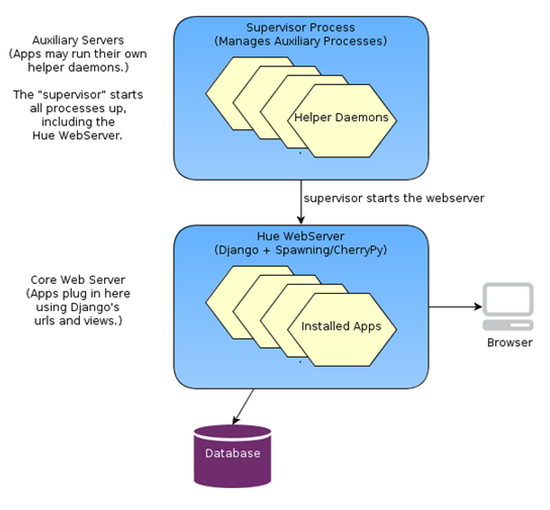 Auxiliary Servers
(Apps may run their own
helper daemons.)
The "supervisor" starts
all processes up,
including the
Hue WebServer.
Supervisor Process
(Manages Auxiliary Processes)
Helper Daemons
supervisor starts the webserver
Core Web Server
(Apps plug in here
using Django's
urls and views.)
Hue WebServer
(Django + Spawning/CherryPy)
Installed Apps
Browser
Database